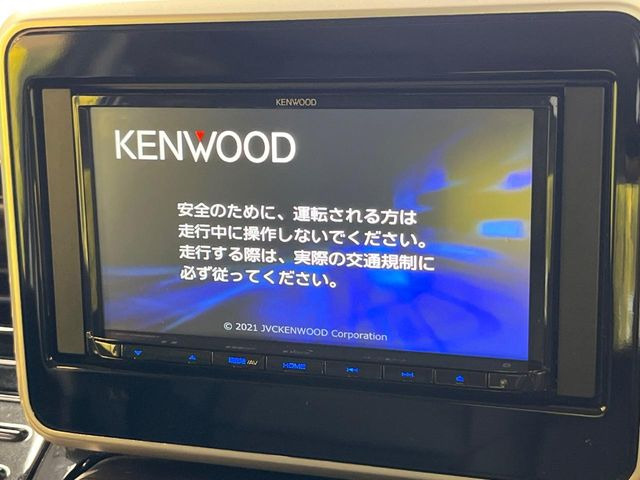 KENWOOD
KENWOOD
安全のために、運転される方は
走行中に操作しないでください。
走行する際は、実際の交通規制に
必ず従ってください。
© 2021 JVCKENWOOD Corporation
HOME